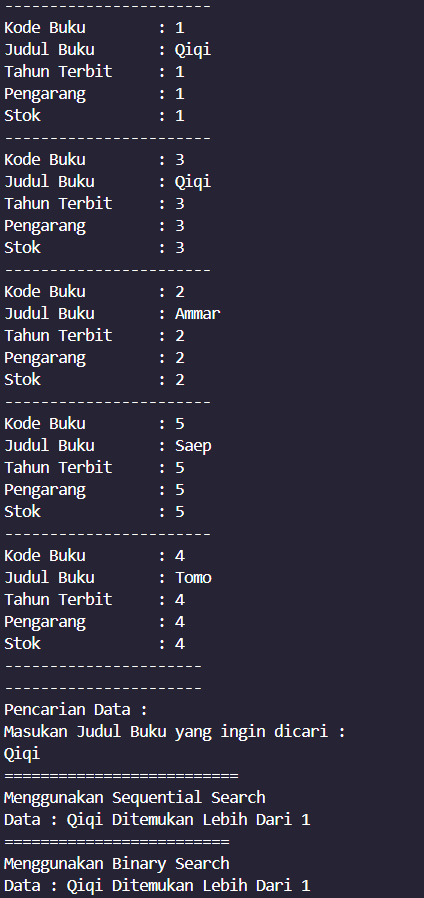 -----------------------
Kode Buku        : 1
Judul Buku       : Qiqi
Tahun Terbit     : 1
Pengarang        : 1
Stok             : 1
-----------------------
Kode Buku        : 3
Judul Buku       : Qiqi
Tahun Terbit     : 3
Pengarang        : 3
Stok             : 3
-----------------------
Kode Buku        : 2
Judul Buku       : Ammar
Tahun Terbit     : 2
Pengarang        : 2
Stok             : 2
-----------------------
Kode Buku        : 5
Judul Buku       : Saep
Tahun Terbit     : 5
Pengarang        : 5
Stok             : 5
-----------------------
Kode Buku        : 4
Judul Buku       : Tomo
Tahun Terbit     : 4
Pengarang        : 4
Stok             : 4
----------------------
----------------------
Pencarian Data :
Masukan Judul Buku yang ingin dicari :
Qiqi
==========================
Menggunakan Sequential Search
Data : Qiqi Ditemukan Lebih Dari 1
=========================
Menggunakan Binary Search
Data : Qiqi Ditemukan Lebih Dari 1